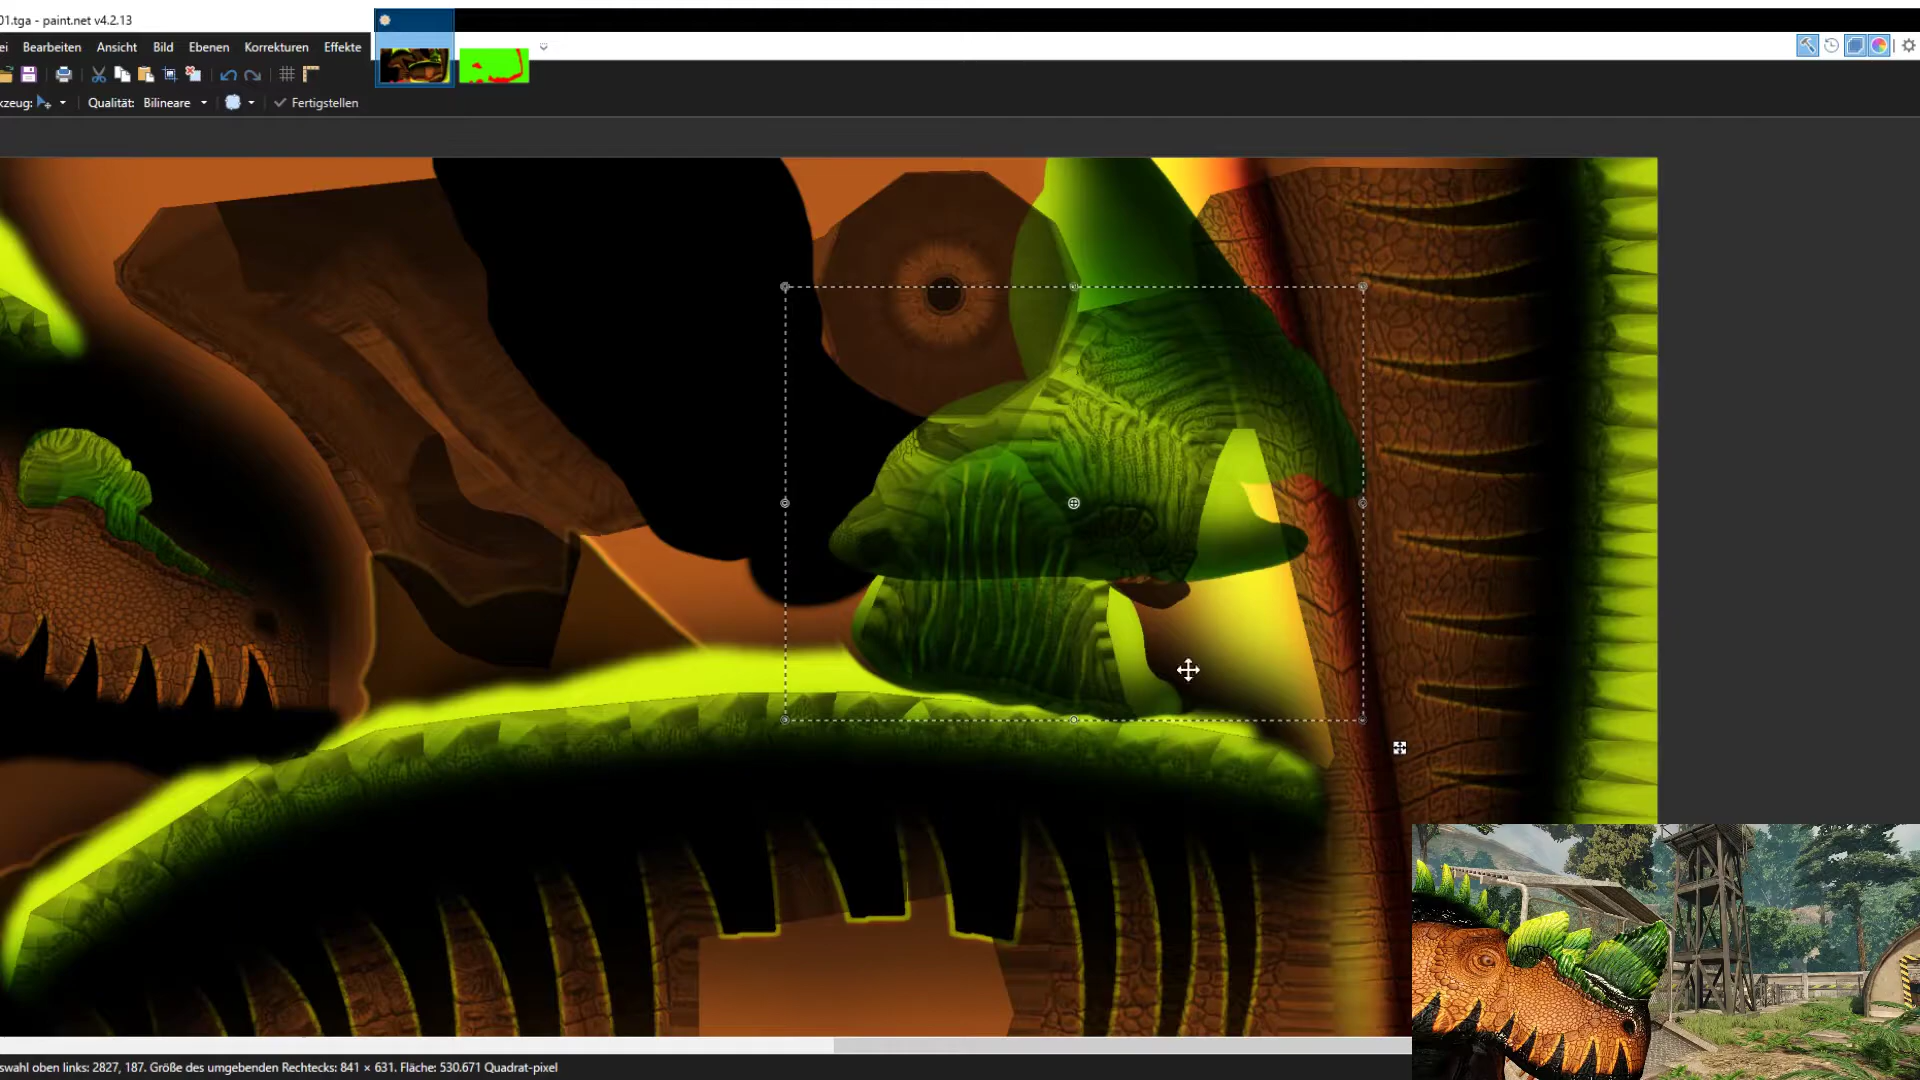 01.tga - paint.net v4.2.13
ei Bearbeiten Ansicht Bild Ebenen Korrekturen Effekte
kzeug: Qualität: Bilineare Fertigstellen
swahl oben links: 2827, 187. Größe des umgebenden Rechtecks: 841 × 631. Fläche: 530.671 Quadrat-pixel